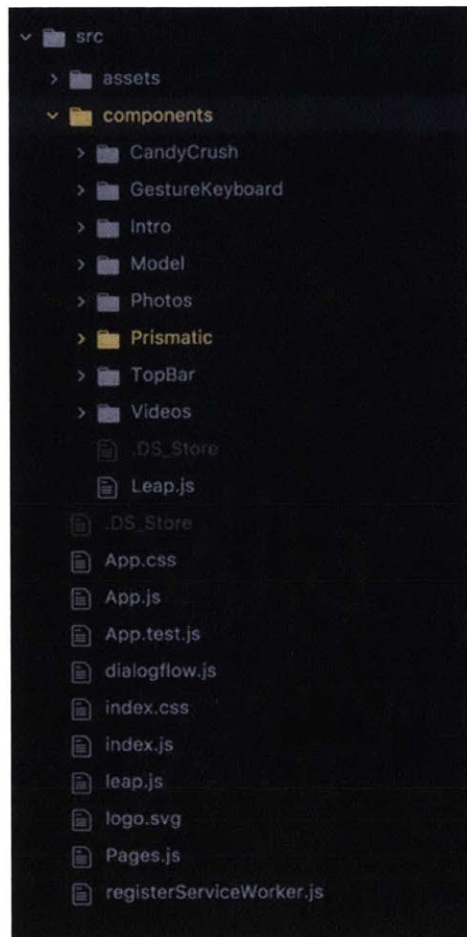 src
assets
components
CandyCrush
GestureKeyboard
Intro
Model
Photos
Prismatic
TopBar
Videos
.DS_Store
Leap.js
.DS_Store
App.css
App.js
App.test.js
dialogflow.js
index.css
index.js
leap.js
logo.svg
Pages.js
registerServiceWorker.js